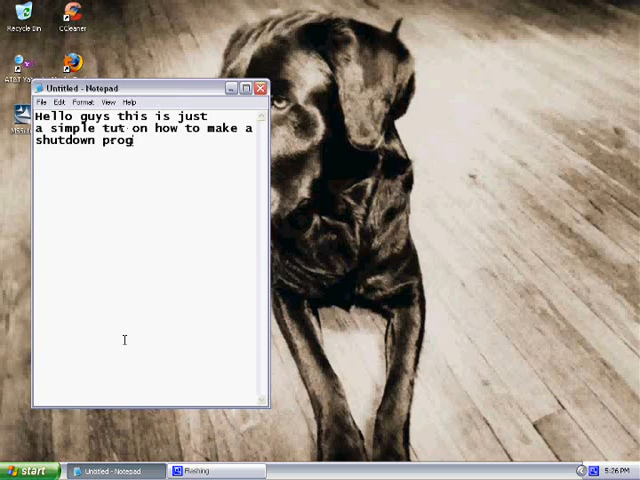 Recycle Bin
CCleaner
Untitled - Notepad
File Edit Format View Help
Hello guys this is just
a simple tut on how to make a
shutdown prog
start
Untitled - Notepad
5:26 PM